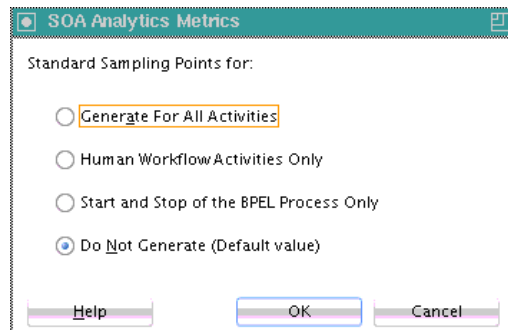 SOA Analytics Metrics
Standard Sampling Points for:
Generate For All Activities
Human Workflow Activities Only
Start and Stop of the BPEL Process Only
Do Not Generate (Default value)
Help OK Cancel